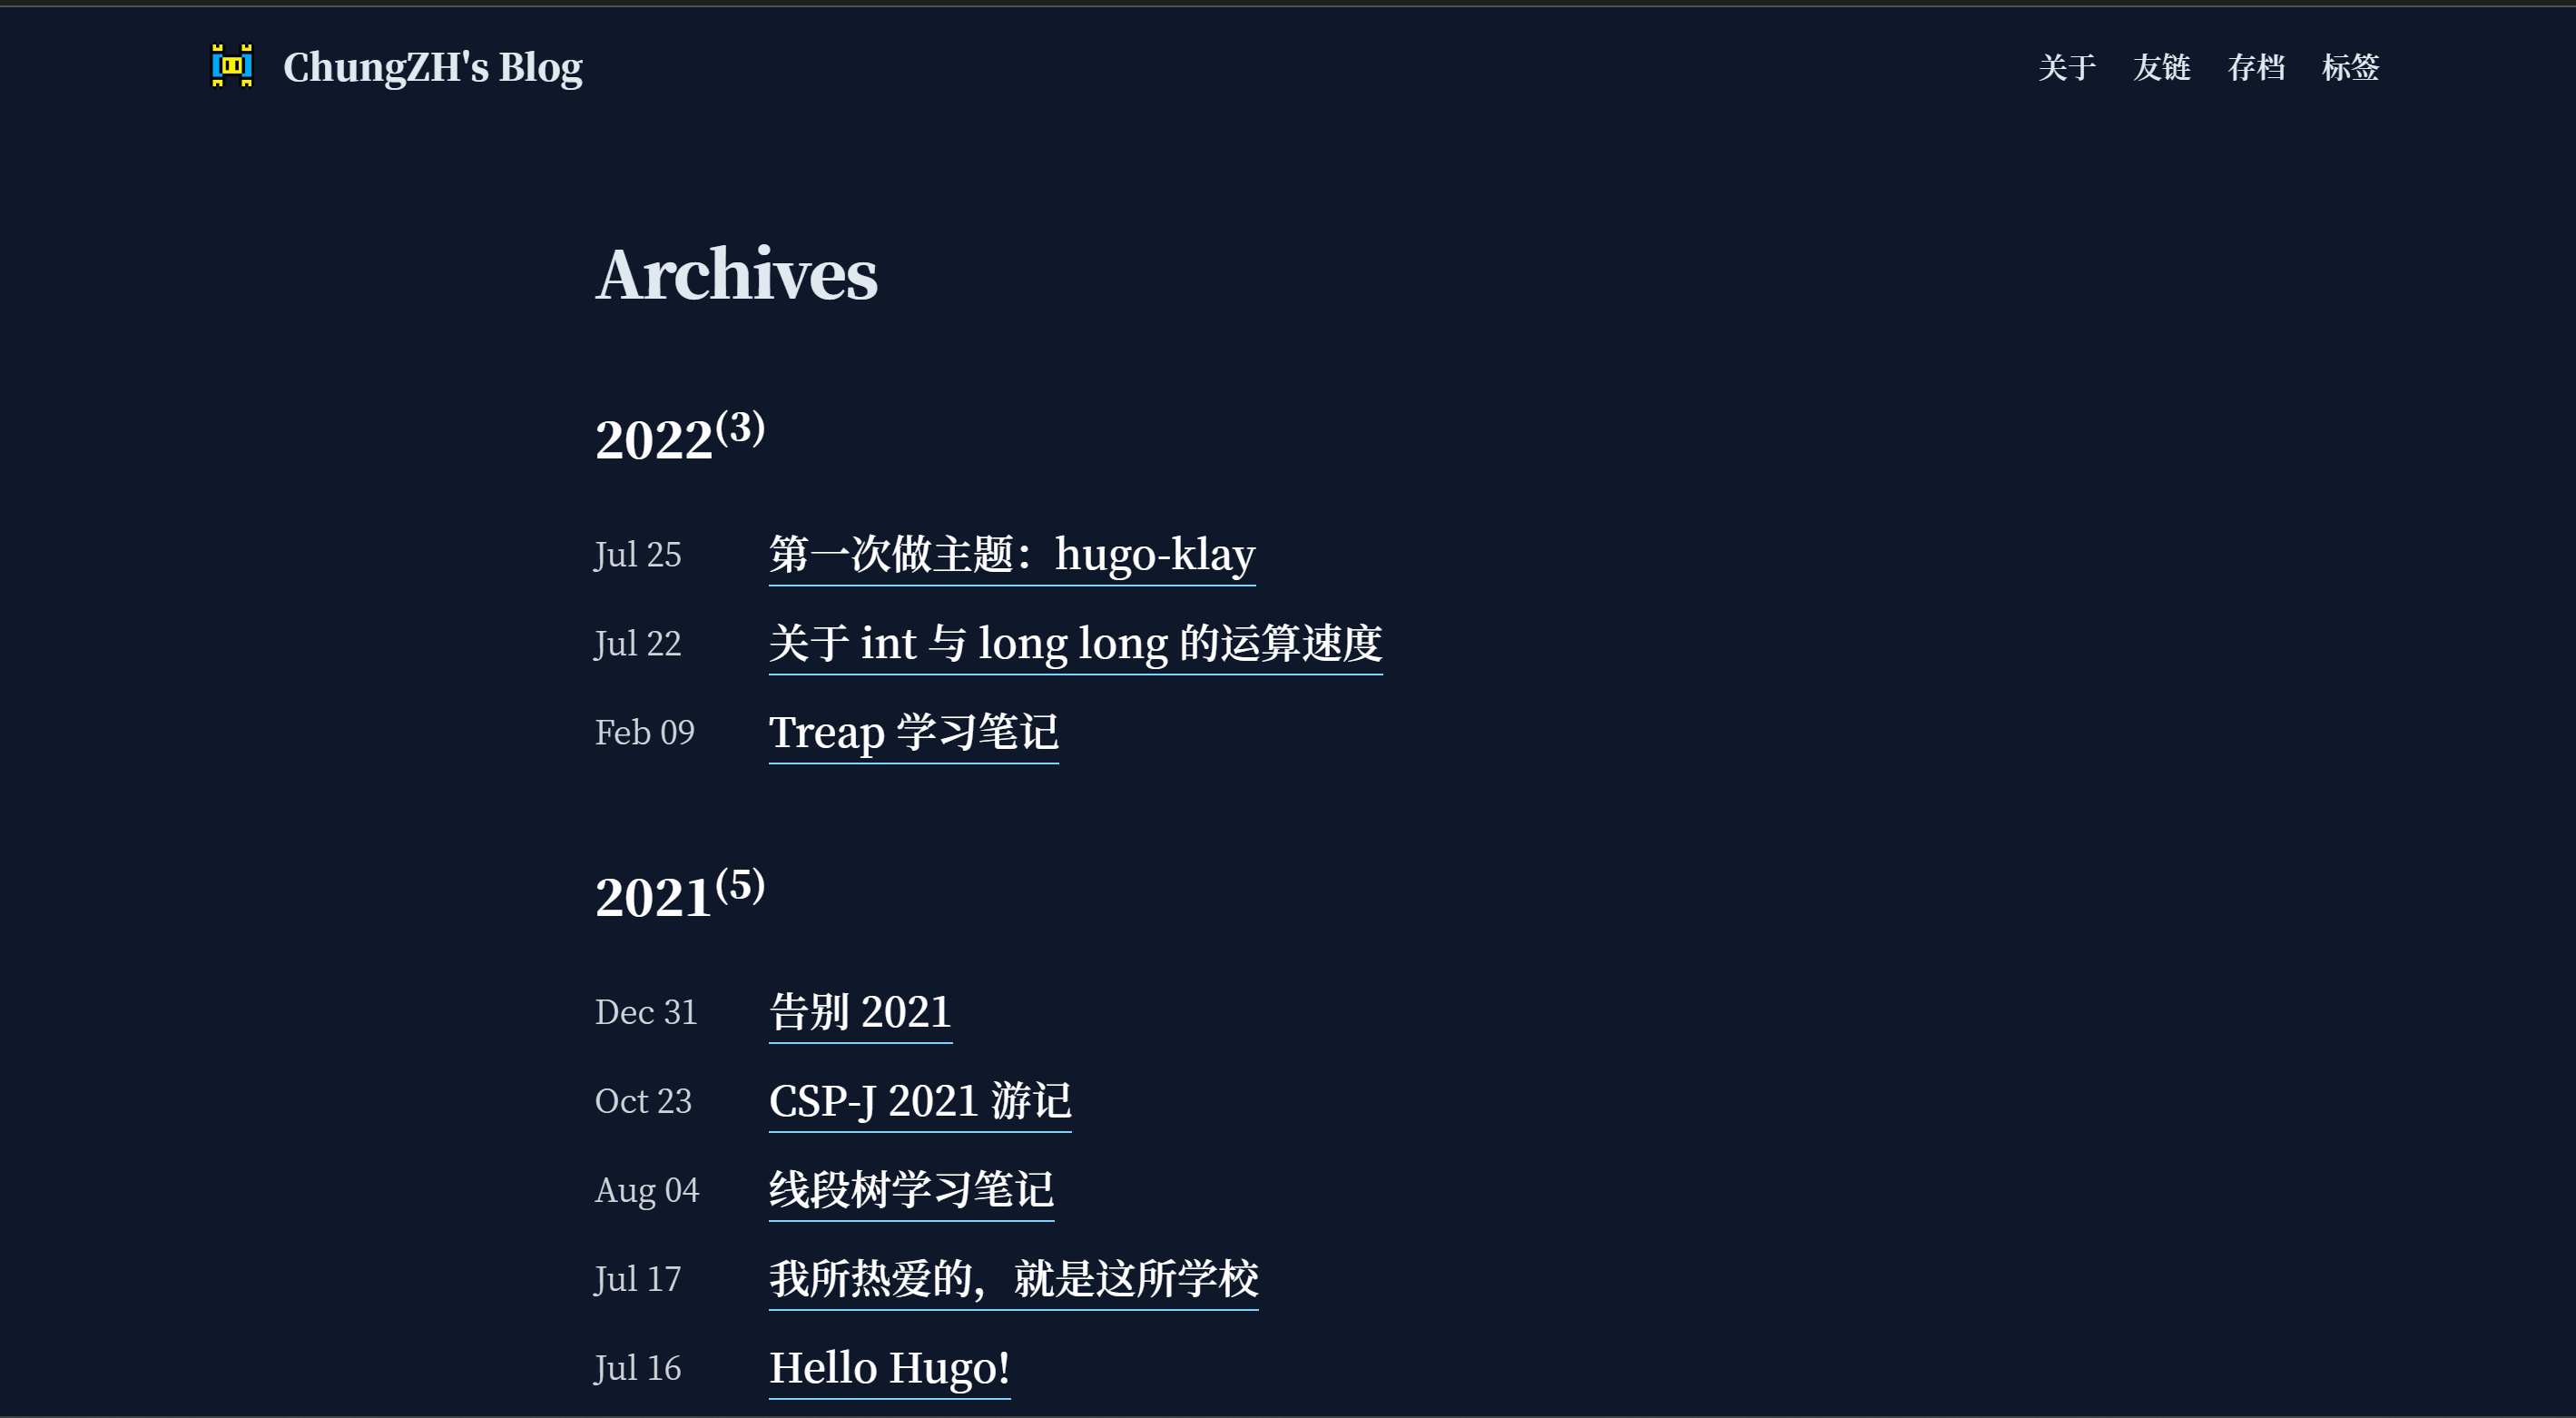 ChungZH's Blog 关于 友链 存档 标签
Archives
2022(3)
Jul 25 第一次做主题：hugo-klay
Jul 22 关于 int 与 long long 的运算速度
Feb 09 Treap 学习笔记
2021(5)
Dec 31 告别 2021
Oct 23 CSP-J 2021 游记
Aug 04 线段树学习笔记
Jul 17 我所热爱的，就是这所学校
Jul 16 Hello Hugo!